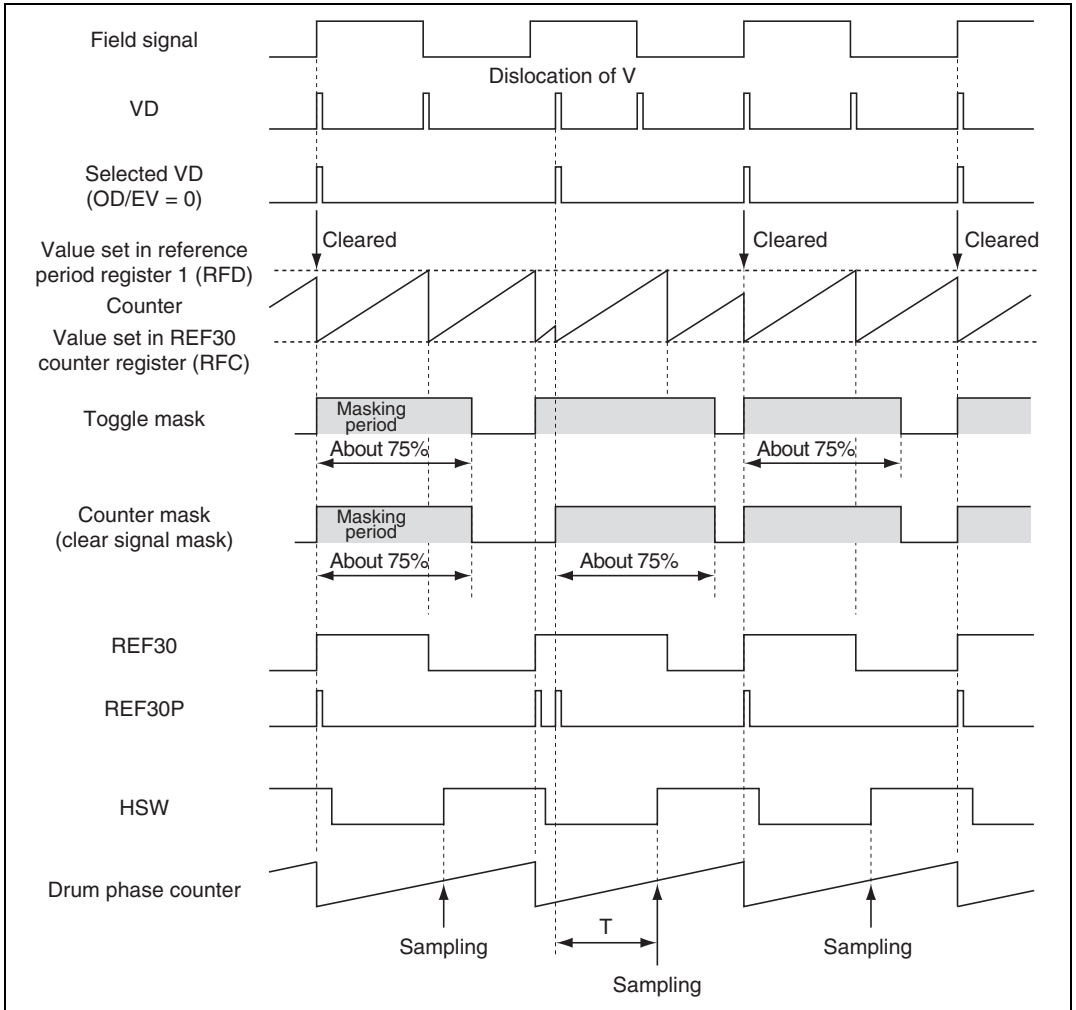 Field signal
Dislocation of V
VD
Selected VD
(OD/EV = 0)
Cleared
Cleared
Cleared
Value set in reference
period register 1 (RFD)
Counter
Value set in REF30
counter register (RFC)
Toggle mask
Masking
period
About 75%
About 75%
Counter mask
(clear signal mask)
Masking
period
About 75%
About 75%
REF30
REF30P
HSW
Drum phase counter
T
Sampling
Sampling
Sampling